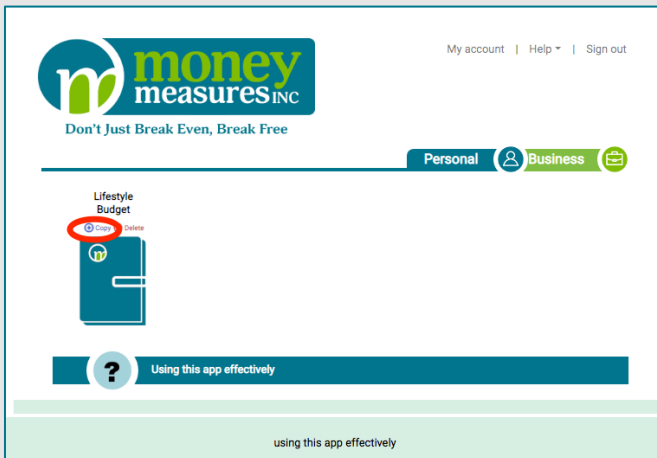 My account | Help | Sign out
m money
measures INC
Don't Just Break Even, Break Free
Personal Business
Lifestyle
Budget
Copy Delete
m
? Using this app effectively
using this app effectively